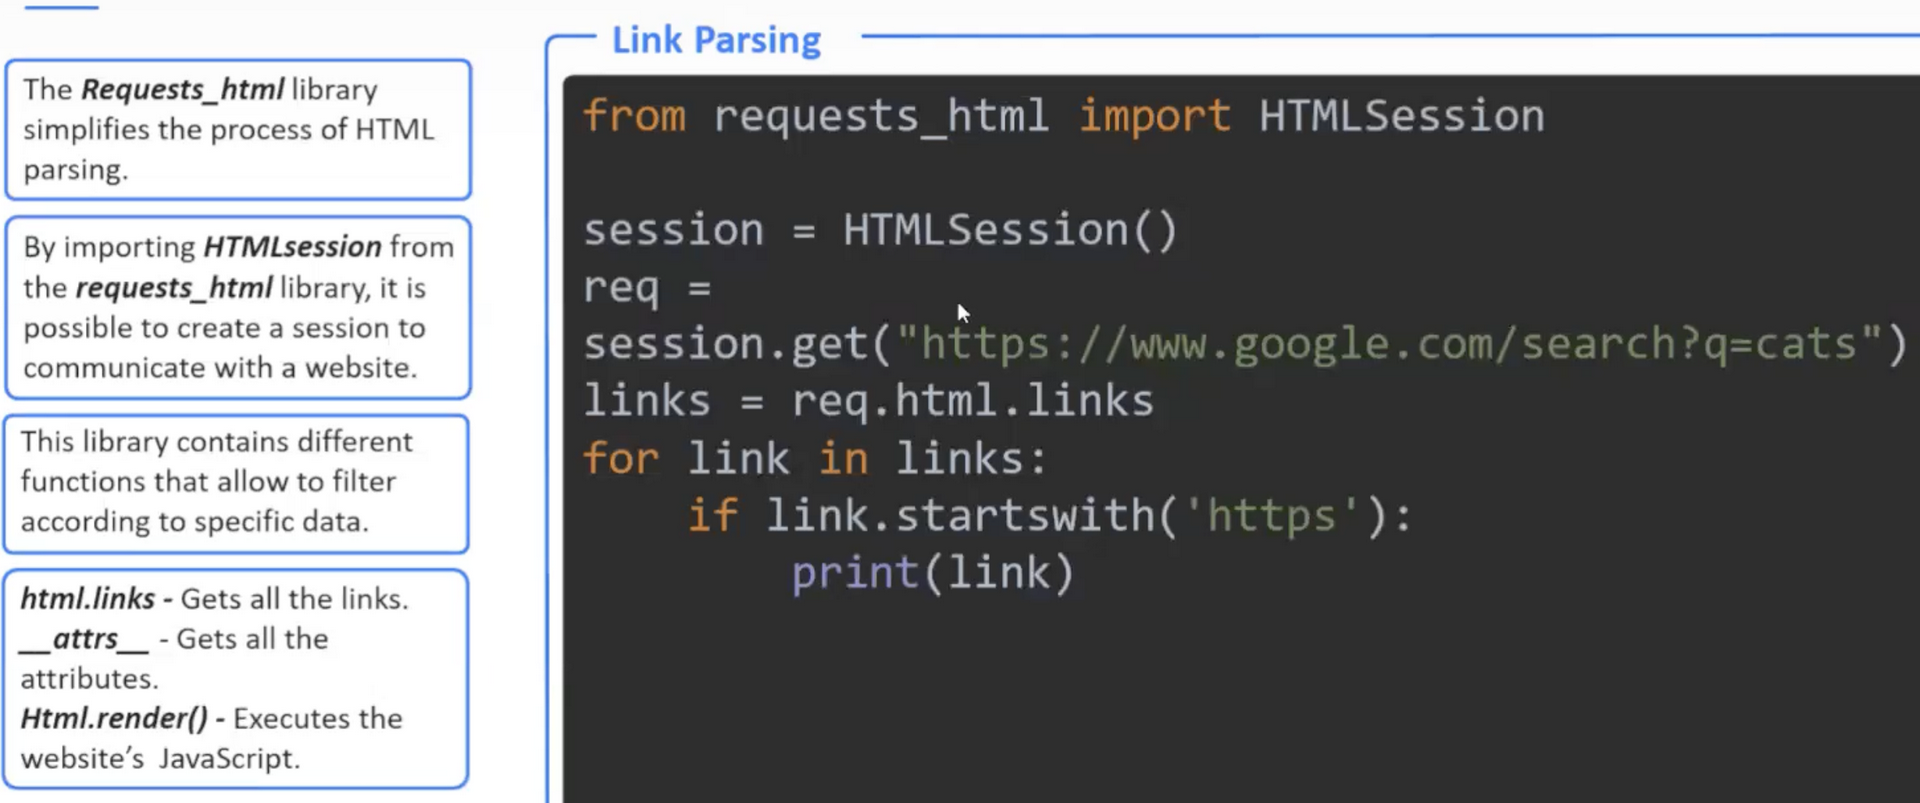 The Requests_html library
simplifies the process of HTML
parsing.
By importing HTMLsession from
the requests_html library, it is
possible to create a session to
communicate with a website.
This library contains different
functions that allow to filter
according to specific data.
html.links - Gets all the links.
__attrs__ - Gets all the
attributes.
Html.render() - Executes the
website’s JavaScript.
Link Parsing
from requests_html import HTMLSession
session = HTMLSession()
req =
session.get("https://www.google.com/search?q=cats")
links = req.html.links
for link in links:
    if link.startswith('https'):
        print(link)